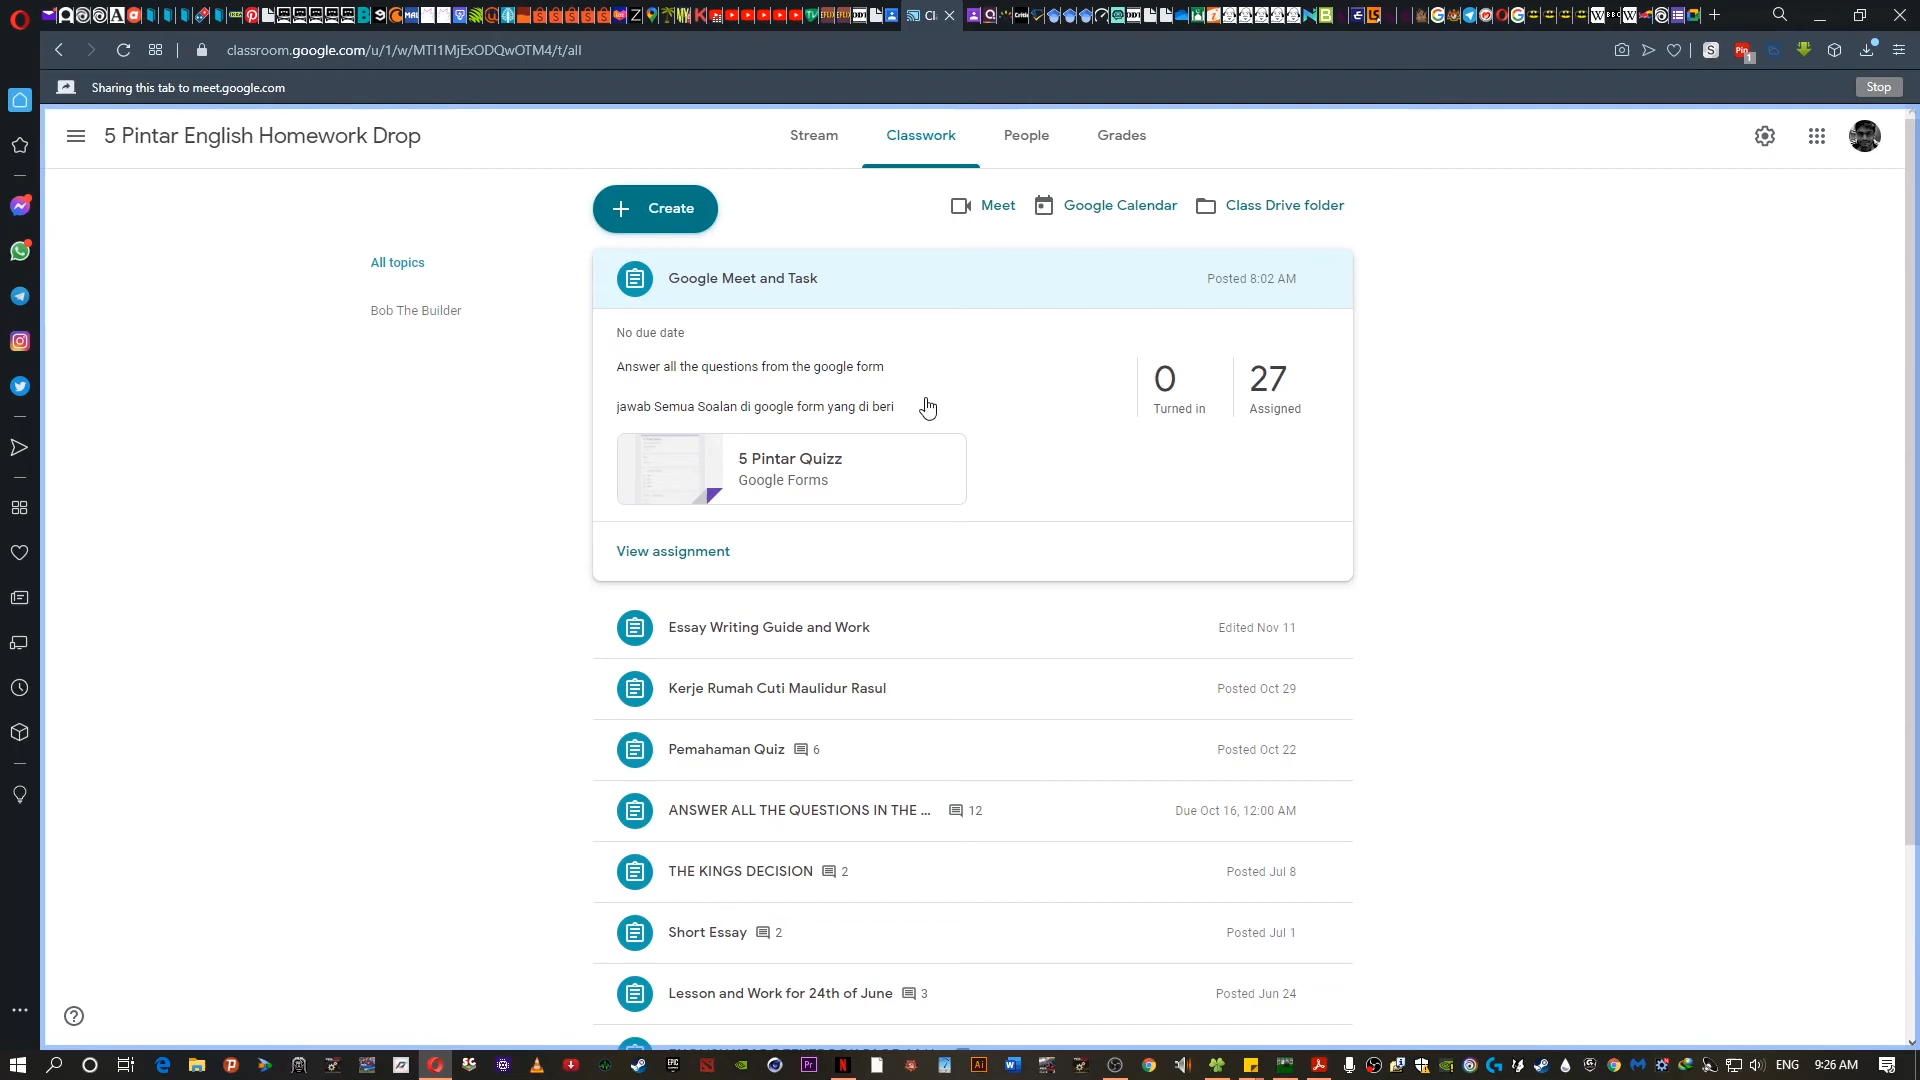 classroom.google.com/u/1/w/MTI1MjExODQwOTM4/t/all
Sharing this tab to meet.google.com
Stop
5 Pintar English Homework Drop
Stream
Classwork
People
Grades
Create
Meet
Google Calendar
Class Drive folder
All topics
Bob The Builder
Google Meet and Task
Posted 8:02 AM
No due date
Answer all the questions from the google form
jawab Semua Soalan di google form yang di beri
0
Turned in
27
Assigned
5 Pintar Quizz
Google Forms
View assignment
Essay Writing Guide and Work
Edited Nov 11
Kerje Rumah Cuti Maulidur Rasul
Posted Oct 29
Pemahaman Quiz 6
Posted Oct 22
ANSWER ALL THE QUESTIONS IN THE ... 12
Due Oct 16, 12:00 AM
THE KINGS DECISION 2
Posted Jul 8
Short Essay 2
Posted Jul 1
Lesson and Work for 24th of June 3
Posted Jun 24
ENG
9:26 AM